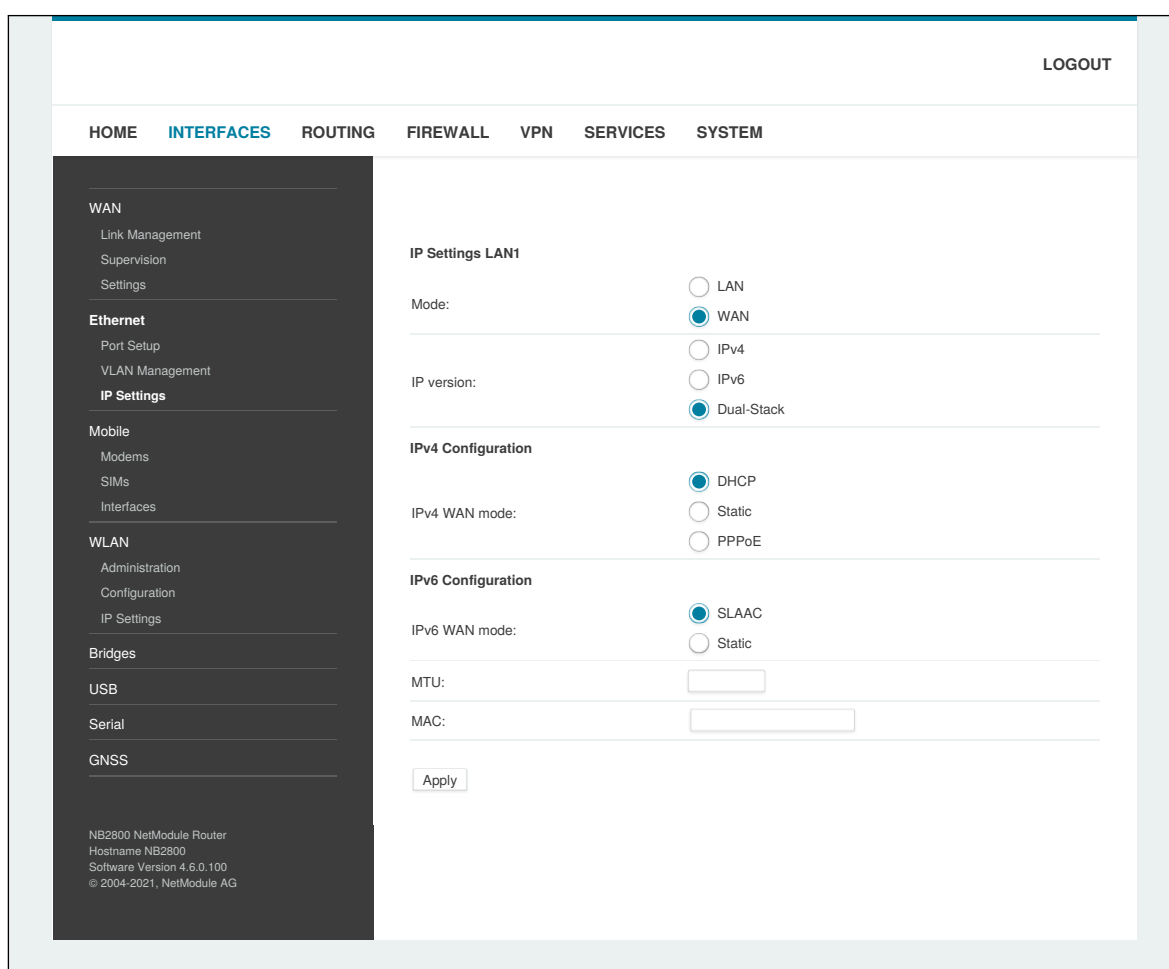 LOGOUT
HOME INTERFACES ROUTING FIREWALL VPN SERVICES SYSTEM
WAN
Link Management
Supervision
Settings
Ethernet
Port Setup
VLAN Management
IP Settings
Mobile
Modems
SIMs
Interfaces
WLAN
Administration
Configuration
IP Settings
Bridges
USB
Serial
GNSS
NB2800 NetModule Router
Hostname NB2800
Software Version 4.6.0.100
© 2004-2021, NetModule AG
IP Settings LAN1
Mode:
LAN
WAN
IP version:
IPv4
IPv6
Dual-Stack
IPv4 Configuration
IPv4 WAN mode:
DHCP
Static
PPPoE
IPv6 Configuration
IPv6 WAN mode:
SLAAC
Static
MTU:
MAC:
Apply